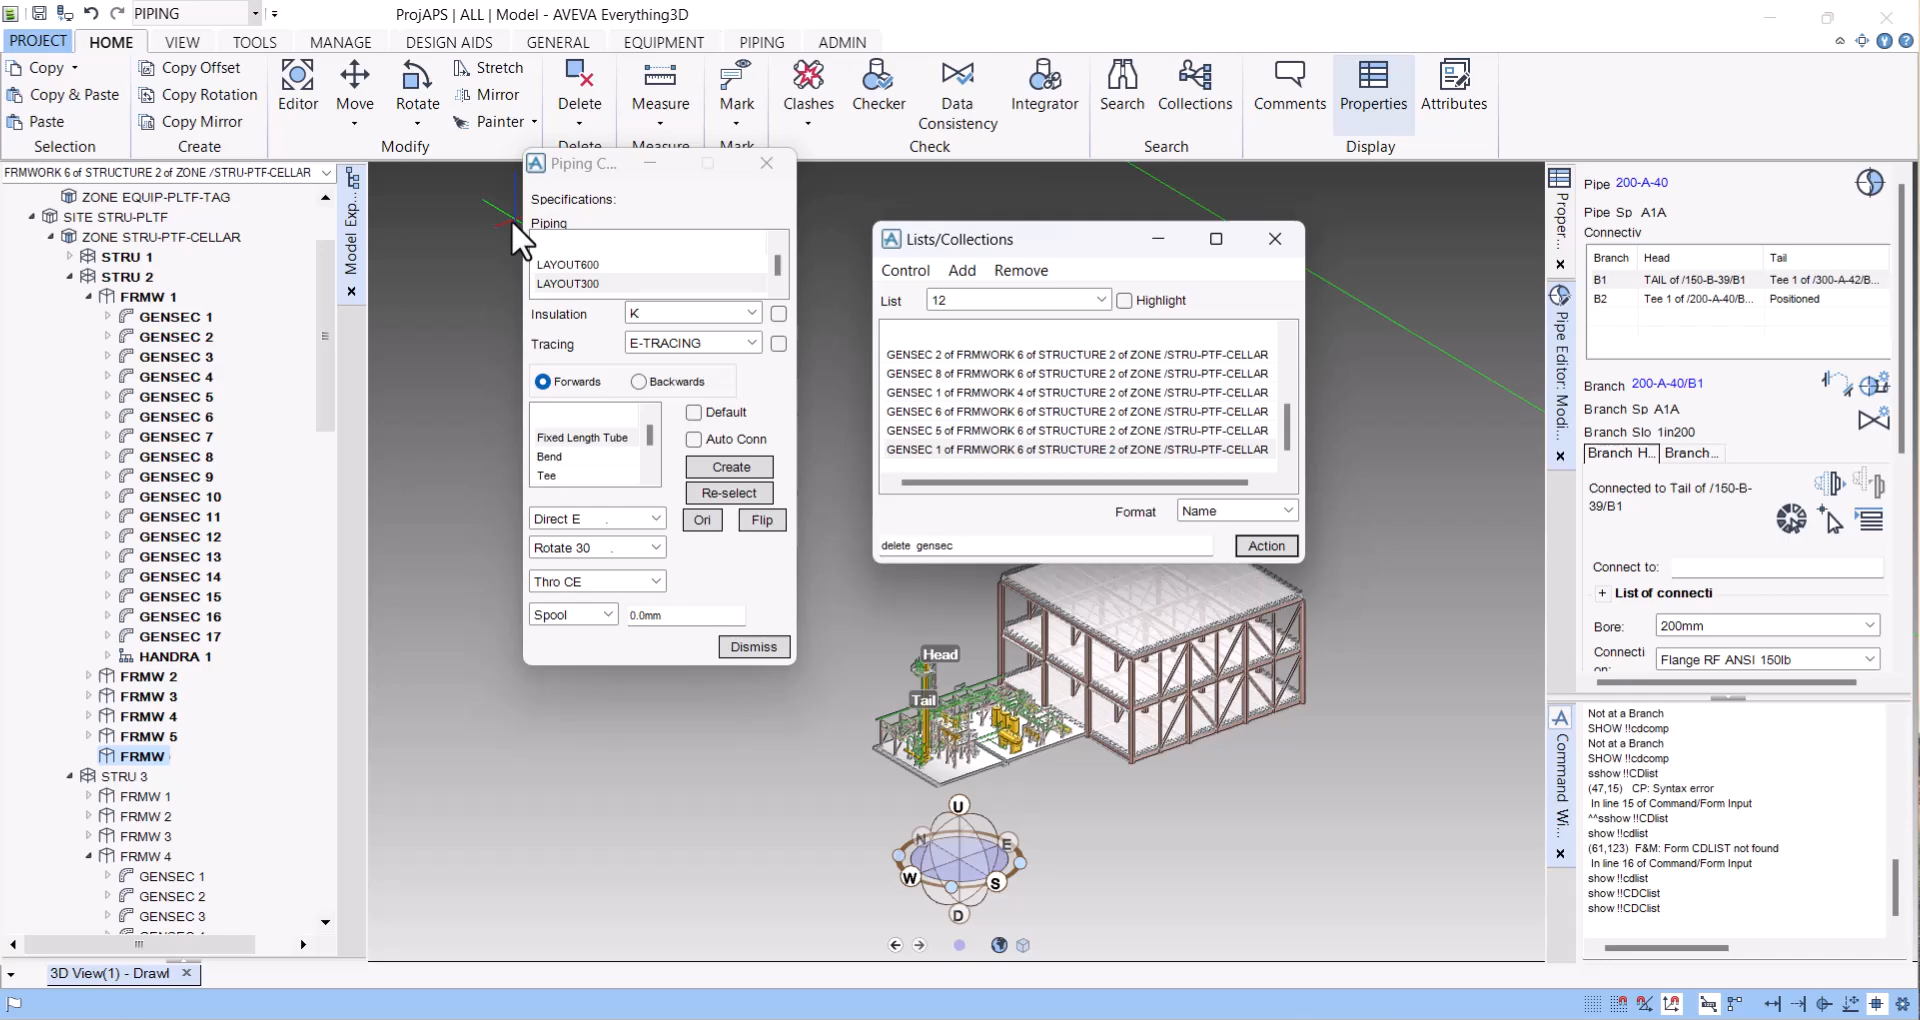 PIPING
ProjAPS | ALL | Model - AVEVA Everything3D
PROJECT
HOME
VIEW
TOOLS
MANAGE
DESIGN AIDS
GENERAL
EQUIPMENT
PIPING
ADMIN
Copy
Copy & Paste
Paste
Selection
Copy Offset
Copy Rotation
Copy Mirror
Create
Editor
Move
Rotate
Stretch
Mirror
Painter
Modify
Delete
Delete
Measure
Measure
Mark
Mark
Clashes
Checker
Data Consistency
Integrator
Check
Search
Collections
Search
Comments
Properties
Attributes
Display
FRMWORK 6 of STRUCTURE 2 of ZONE /STRU-PTF-CELLAR
ZONE EQUIP-PLTF-TAG
SITE STRU-PLTF
ZONE STRU-PTF-CELLAR
STRU 1
STRU 2
FRMW 1
GENSEC 1
GENSEC 2
GENSEC 3
GENSEC 4
GENSEC 5
GENSEC 6
GENSEC 7
GENSEC 8
GENSEC 9
GENSEC 10
GENSEC 11
GENSEC 12
GENSEC 13
GENSEC 14
GENSEC 15
GENSEC 16
GENSEC 17
HANDRA 1
FRMW 2
FRMW 3
FRMW 4
FRMW 5
FRMW
STRU 3
FRMW 1
FRMW 2
FRMW 3
FRMW 4
GENSEC 1
GENSEC 2
GENSEC 3
Model Exp...
Piping C...
Specifications:
Piping
LAYOUT600
LAYOUT300
Insulation
K
Tracing
E-TRACING
Forwards
Backwards
Fixed Length Tube
Bend
Tee
Default
Auto Conn
Create
Re-select
Direct E .
Ori
Flip
Rotate 30 .
Thro CE
Spool
0.0mm
Dismiss
Lists/Collections
Control
Add
Remove
List
12
Highlight
GENSEC 2 of FRMWORK 6 of STRUCTURE 2 of ZONE /STRU-PTF-CELLAR
GENSEC 8 of FRMWORK 6 of STRUCTURE 2 of ZONE /STRU-PTF-CELLAR
GENSEC 1 of FRMWORK 4 of STRUCTURE 2 of ZONE /STRU-PTF-CELLAR
GENSEC 6 of FRMWORK 6 of STRUCTURE 2 of ZONE /STRU-PTF-CELLAR
GENSEC 5 of FRMWORK 6 of STRUCTURE 2 of ZONE /STRU-PTF-CELLAR
GENSEC 1 of FRMWORK 6 of STRUCTURE 2 of ZONE /STRU-PTF-CELLAR
Format
Name
delete gensec
Action
Head
Tail
U
N
E
W
S
D
3D View(1) - Drawl
Proper...
Pipe Editor: Modi...
Command Wi...
Pipe 200-A-40
Pipe Sp A1A
Connectiv
Branch Head Tail
B1 TAIL of /150-B-39/B1 Tee 1 of /300-A-42/B...
B2 Tee 1 of /200-A-40/B... Positioned
Branch 200-A-40/B1
Branch Sp A1A
Branch Slo 1in200
Branch H...
Branch...
Connected to Tail of /150-B-
39/B1
Connect to:
+ List of connecti
Bore: 200mm
Connecti
on:
Flange RF ANSI 150lb
Not at a Branch
SHOW !!cdcomp
Not at a Branch
SHOW !!cdcomp
sshow !!CDlist
(47,15) CP: Syntax error
In line 15 of Command/Form Input
^^sshow !!CDlist
show !!cdlist
(61,123) F&M: Form CDLIST not found
In line 16 of Command/Form Input
show !!cdlist
show !!CDClist
show !!CDClist